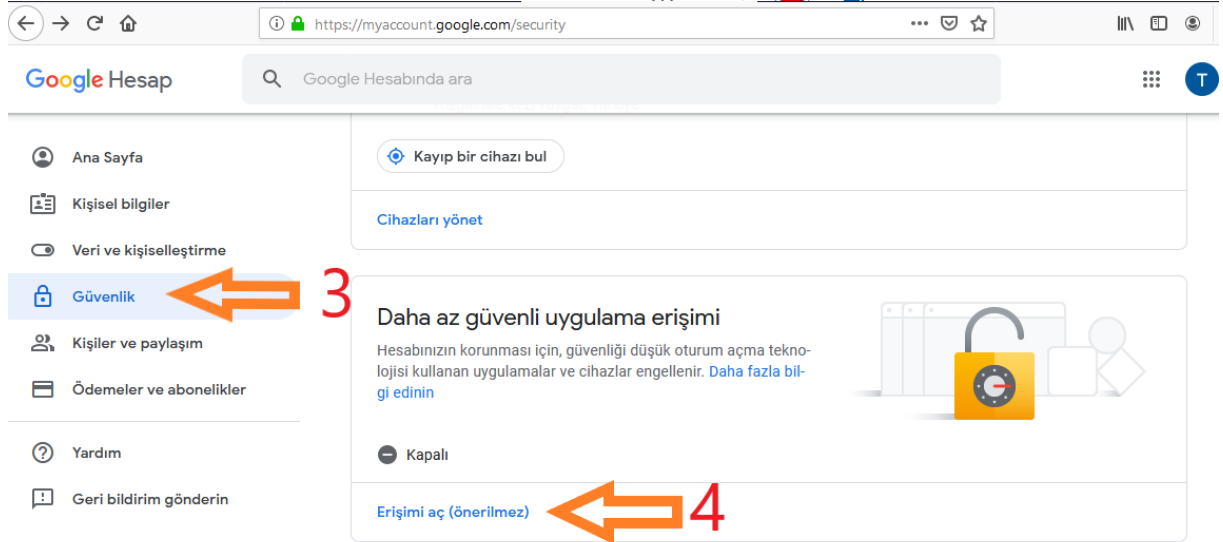 https://myaccount.google.com/security
Google Hesap
Google Hesabında ara
T
Ana Sayfa
Kişisel bilgiler
Veri ve kişiselleştirme
Güvenlik
3
Kişiler ve paylaşım
Ödemeler ve abonelikler
Yardım
Geri bildirim gönderin
Kayıp bir cihazı bul
Cihazları yönet
Daha az güvenli uygulama erişimi
Hesabınızın korunması için, güvenliği düşük oturum açma tekno-
lojisi kullanan uygulamalar ve cihazlar engellenir. Daha fazla bil-
gi edinin
Kapalı
Erişimi aç (önerilmez)
4